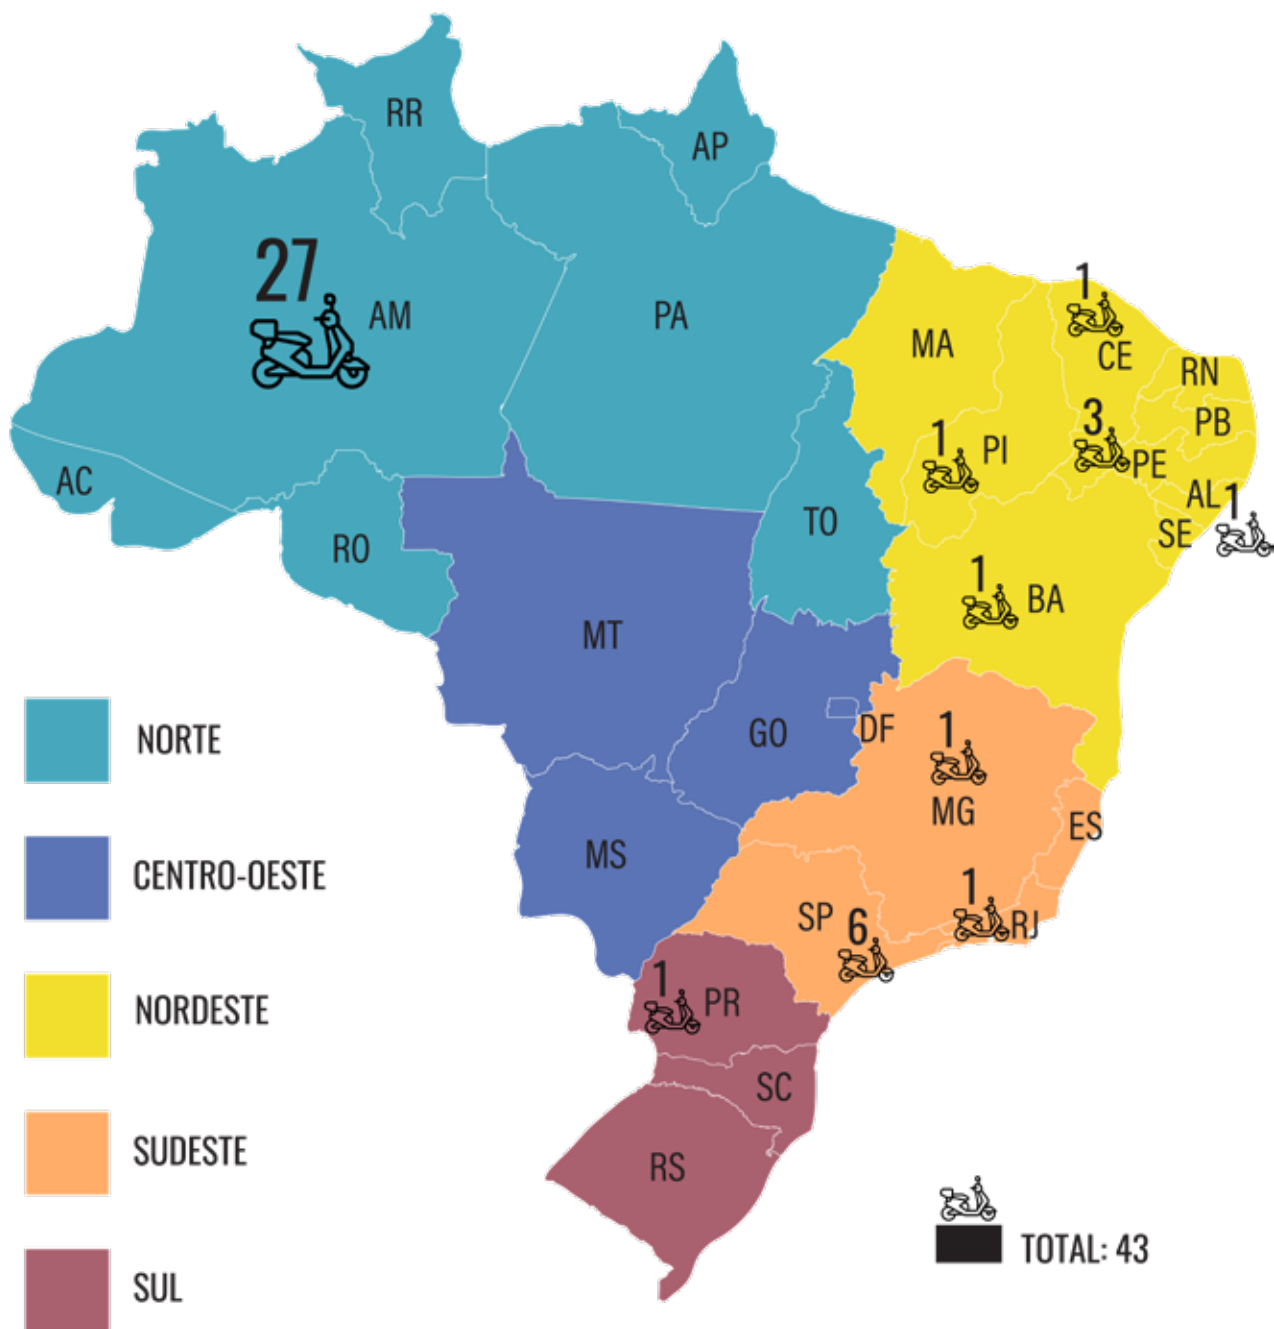 RR
AP
27
AM
PA
1
MA
CE
RN
3
PB
1
PI
PE
AC
AL
1
TO
SE
RO
1
BA
MT
NORTE
GO
DF
1
MG
ES
CENTRO-OESTE
MS
1
SP
6
RJ
1
PR
NORDESTE
SC
SUDESTE
RS
TOTAL: 43
SUL